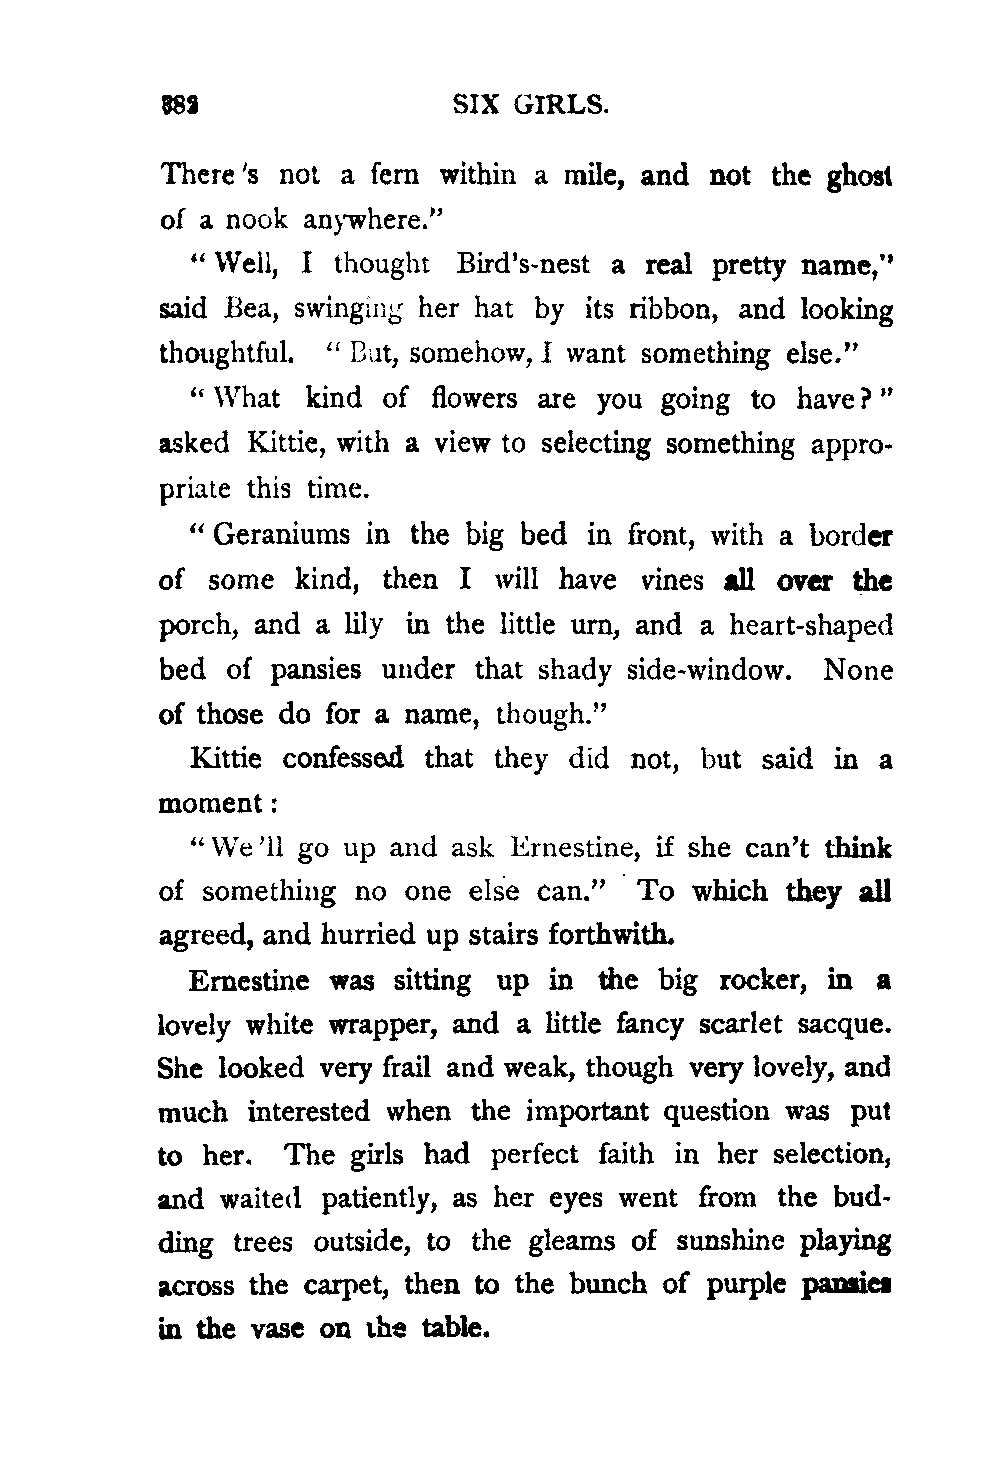 382 SIX GIRLS.
There 's not a fern within a mile, and not the ghost
of a nook anywhere."
" Well, I thought Bird's-nest a real pretty name,"
said Bea, swinging her hat by its ribbon, and looking
thoughtful. " But, somehow, I want something else."
" What kind of flowers are you going to have? "
asked Kittie, with a view to selecting something appro-
priate this time.
" Geraniums in the big bed in front, with a border
of some kind, then I will have vines all over the
porch, and a lily in the little urn, and a heart-shaped
bed of pansies under that shady side-window. None
of those do for a name, though."
Kittie confessed that they did not, but said in a
moment :
" We 'll go up and ask Ernestine, if she can't think
of something no one else can." To which they all
agreed, and hurried up stairs forthwith.
Ernestine was sitting up in the big rocker, in a
lovely white wrapper, and a little fancy scarlet sacque.
She looked very frail and weak, though very lovely, and
much interested when the important question was put
to her. The girls had perfect faith in her selection,
and waited patiently, as her eyes went from the bud-
ding trees outside, to the gleams of sunshine playing
across the carpet, then to the bunch of purple pansies
in the vase on the table.